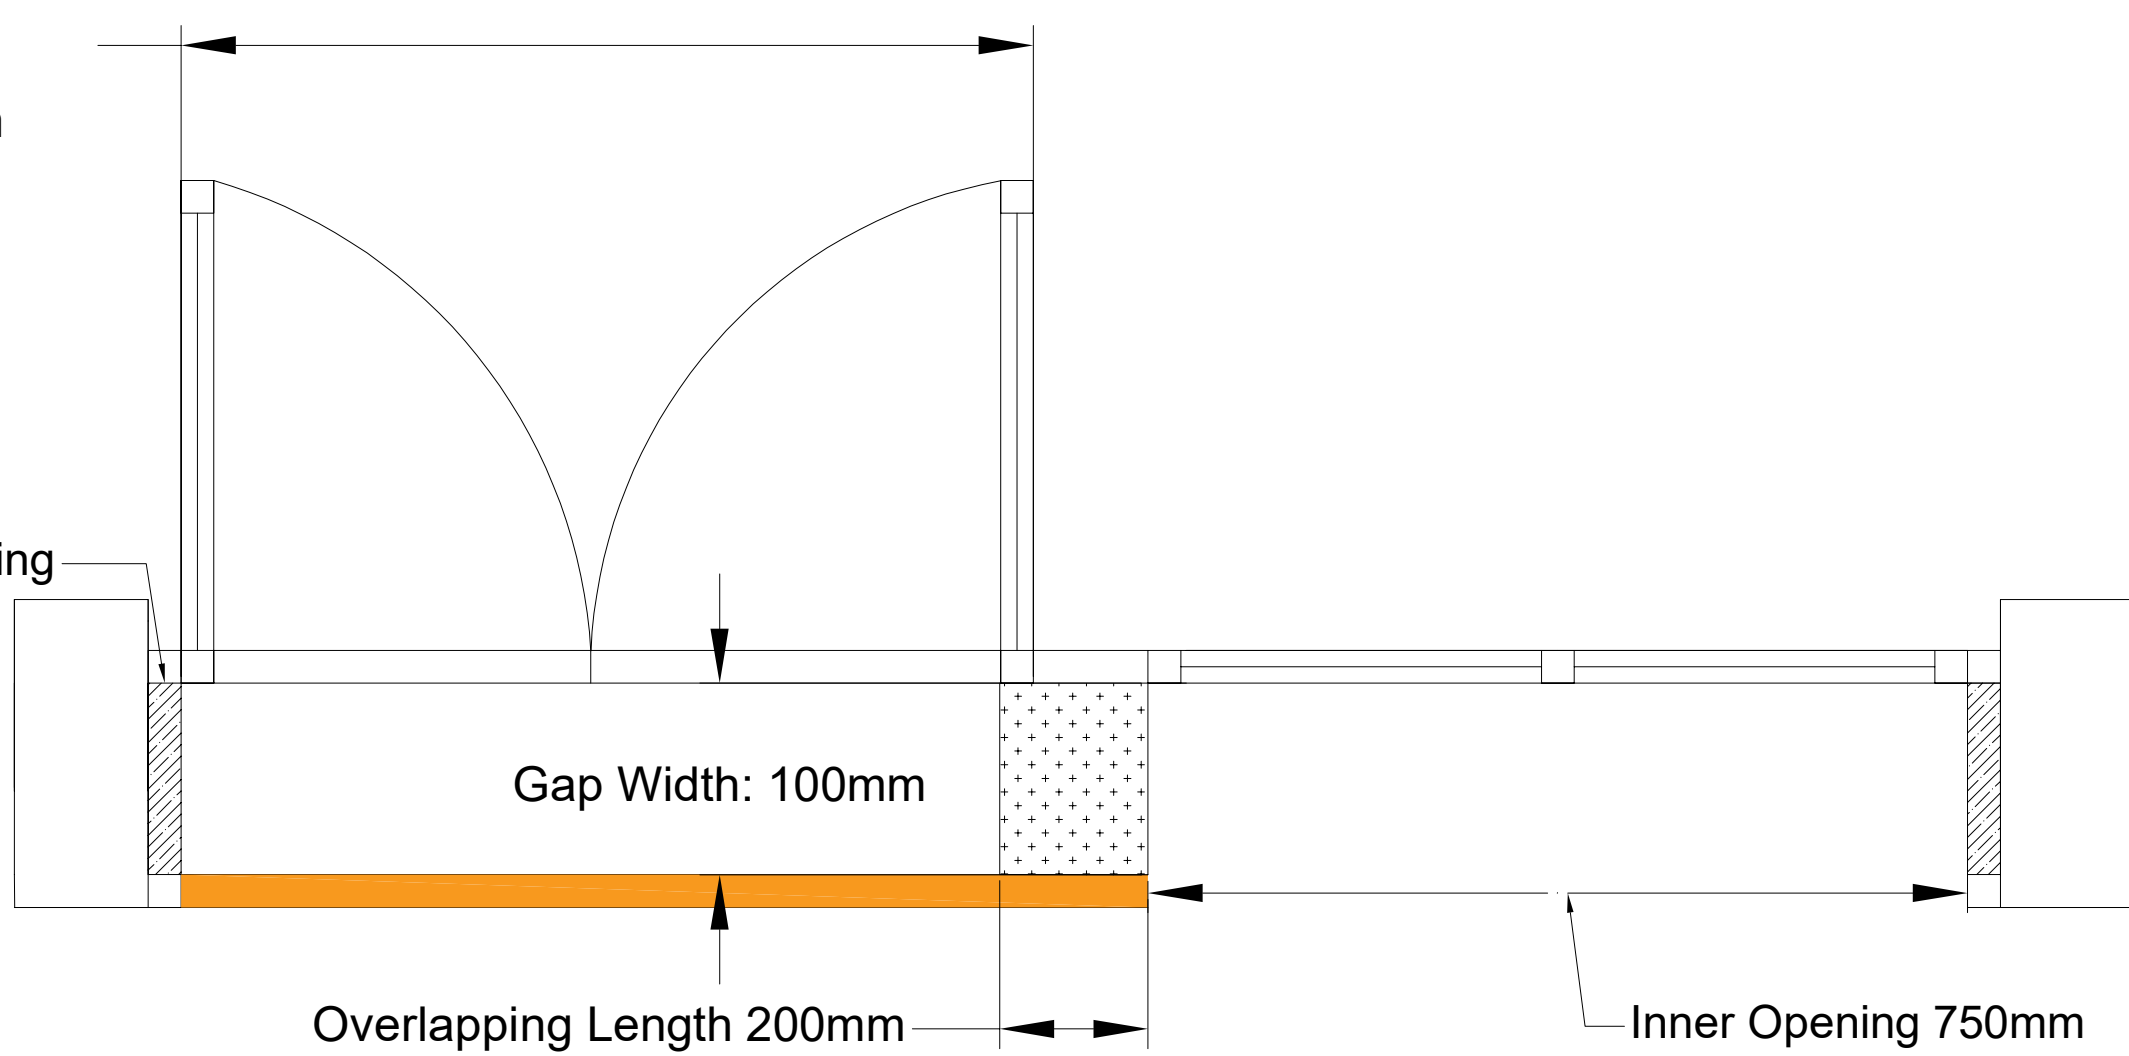 ing
Gap Width: 100mm
Overlapping Length 200mm
Inner Opening 750mm